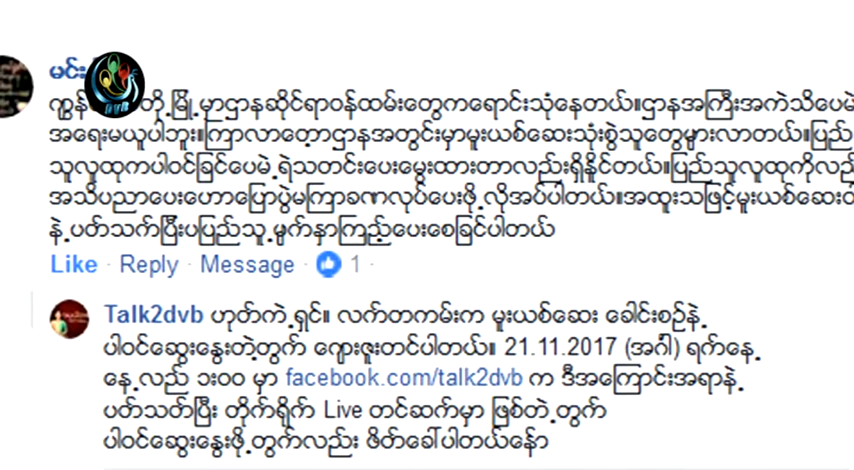 မင်း
ကျွန် တို့မြို့မှာဌာနဆိုင်ရာဝန်ထမ်းတွေကရောင်းသုံနေတယ်။ဌာနအကြီးအကဲသိပေမဲ့
အရေးမယူပါဘူး။ကြာလာတော့ဌာနအတွင်းမှာမူးယစ်ဆေးသုံးစွဲသူတွေများလာတယ်။ပြည်
သူလူထုကပါဝင်ခြင်ပေမဲ့ရဲသတင်းပေးမွေးထားတာလည်းရှိနိုင်တယ်။ပြည်သူလူထုကိုလည်
အသိပညာပေးဟောပြောပွဲမကြာခဏလုပ်ပေးဖို့လိုအပ်ပါတယ်။အထူးသဖြင့်မူးယစ်ဆေး
နဲ့ပတ်သက်ပြီးပပြည်သူ့မျက်နှာကြည့်ပေးစေခြင်ပါတယ်
Like · Reply · Message · 1 ·
Talk2dvb ဟုတ်ကဲ့ရှင်။ လက်တကမ်းက မူးယစ်ဆေး ခေါင်းစဉ်နဲ့
ပါဝင်ဆွေးနွေးတဲ့တွက် ကျေးဇူးတင်ပါတယ်။ 21.11.2017 (အင်္ဂါ) ရက်နေ့
နေ့လည် ၁း၀၀ မှာ facebook.com/talk2dvb က ဒီအကြောင်းအရာနဲ့
ပတ်သတ်ပြီး တိုက်ရိုက် Live တင်ဆက်မှာ ဖြစ်တဲ့တွက်
ပါဝင်ဆွေးနွေးဖို့တွက်လည်း ဖိတ်ခေါ်ပါတယ်နော်